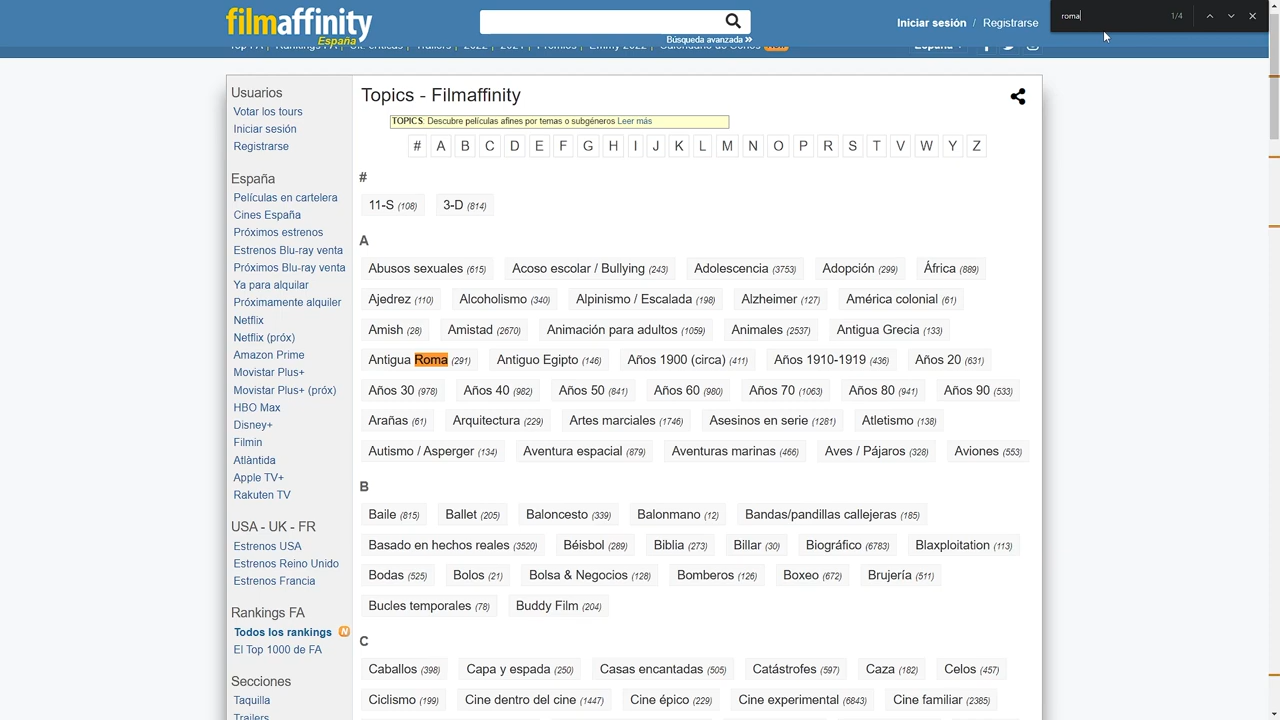 filmaffinity
España
Búsqueda avanzada
Iniciar sesión / Registrarse
roma 1/4
Top FA Rankings FA Últ. críticas Trailers 2022 2021 Premios Emmy 2022 Calendario de Series España
Usuarios
Votar los tours
Iniciar sesión
Registrarse
España
Películas en cartelera
Cines España
Próximos estrenos
Estrenos Blu-ray venta
Próximos Blu-ray venta
Ya para alquilar
Próximamente alquiler
Netflix
Netflix (próx)
Amazon Prime
Movistar Plus+
Movistar Plus+ (próx)
HBO Max
Disney+
Filmin
Atlàntida
Apple TV+
Rakuten TV
USA - UK - FR
Estrenos USA
Estrenos Reino Unido
Estrenos Francia
Rankings FA
Todos los rankings N
El Top 1000 de FA
Secciones
Taquilla
Trailers
Topics - Filmaffinity
TOPICS: Descubre películas afines por temas o subgéneros Leer más
# A B C D E F G H I J K L M N O P R S T V W Y Z
#
11-S (108) 3-D (814)
A
Abusos sexuales (615) Acoso escolar / Bullying (243) Adolescencia (3753) Adopción (299) África (889)
Ajedrez (110) Alcoholismo (340) Alpinismo / Escalada (198) Alzheimer (127) América colonial (61)
Amish (28) Amistad (2670) Animación para adultos (1059) Animales (2537) Antigua Grecia (133)
Antigua Roma (291) Antiguo Egipto (146) Años 1900 (circa) (411) Años 1910-1919 (436) Años 20 (631)
Años 30 (978) Años 40 (982) Años 50 (841) Años 60 (980) Años 70 (1063) Años 80 (941) Años 90 (533)
Arañas (61) Arquitectura (229) Artes marciales (1746) Asesinos en serie (1281) Atletismo (138)
Autismo / Asperger (134) Aventura espacial (879) Aventuras marinas (466) Aves / Pájaros (328) Aviones (553)
B
Baile (815) Ballet (205) Baloncesto (339) Balonmano (12) Bandas/pandillas callejeras (185)
Basado en hechos reales (3520) Béisbol (289) Biblia (273) Billar (30) Biográfico (6783) Blaxploitation (113)
Bodas (525) Bolos (21) Bolsa & Negocios (128) Bomberos (126) Boxeo (672) Brujería (511)
Bucles temporales (78) Buddy Film (204)
C
Caballos (398) Capa y espada (250) Casas encantadas (505) Catástrofes (597) Caza (182) Celos (457)
Ciclismo (199) Cine dentro del cine (1447) Cine épico (229) Cine experimental (6843) Cine familiar (2385)